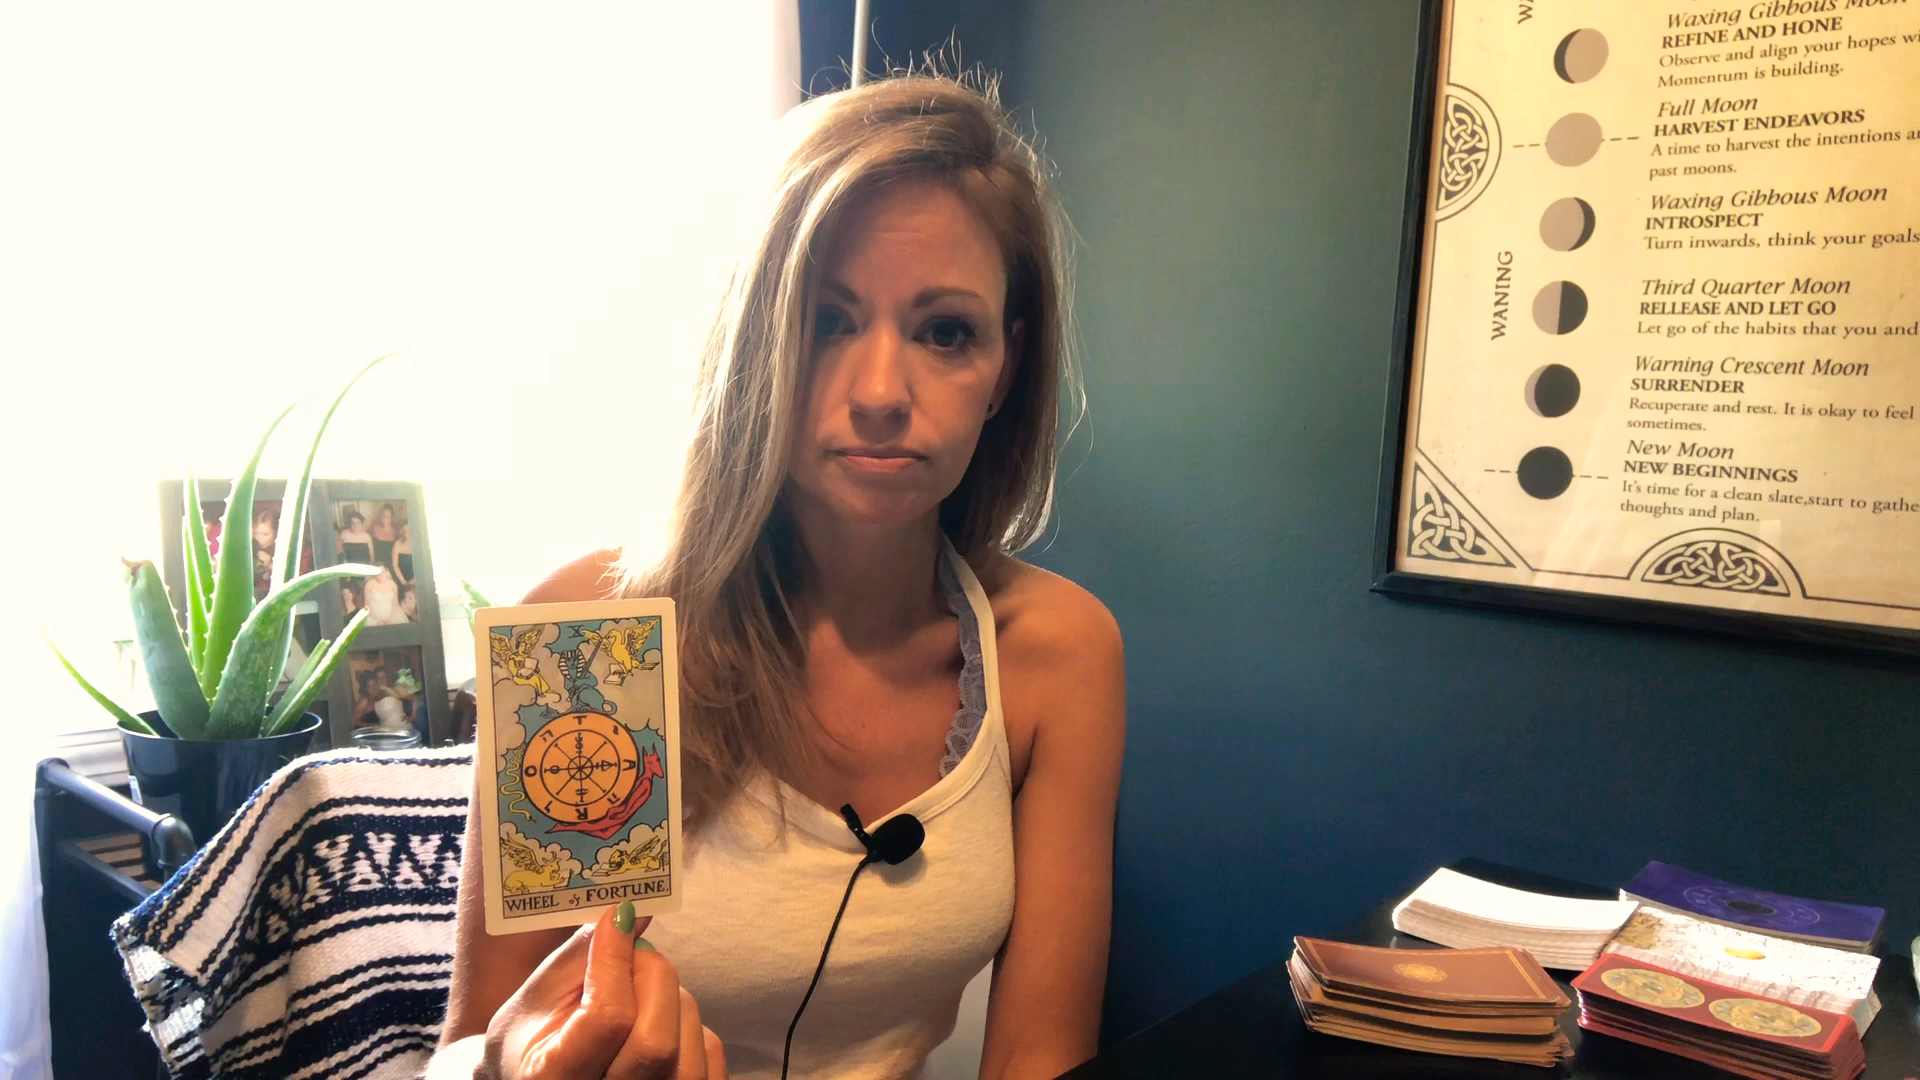 X
T
A
R
O
WHEEL of FORTUNE.
WA
Waxing Gibbous Moon
REFINE AND HONE
Observe and align your hopes wi
Momentum is building.
Full Moon
HARVEST ENDEAVORS
A time to harvest the intentions a
past moons.
Waxing Gibbous Moon
INTROSPECT
Turn inwards, think your goals
WANING
Third Quarter Moon
RELLEASE AND LET GO
Let go of the habits that you and
Warning Crescent Moon
SURRENDER
Recuperate and rest. It is okay to feel
sometimes.
New Moon
NEW BEGINNINGS
It's time for a clean slate,start to gathe
thoughts and plan.